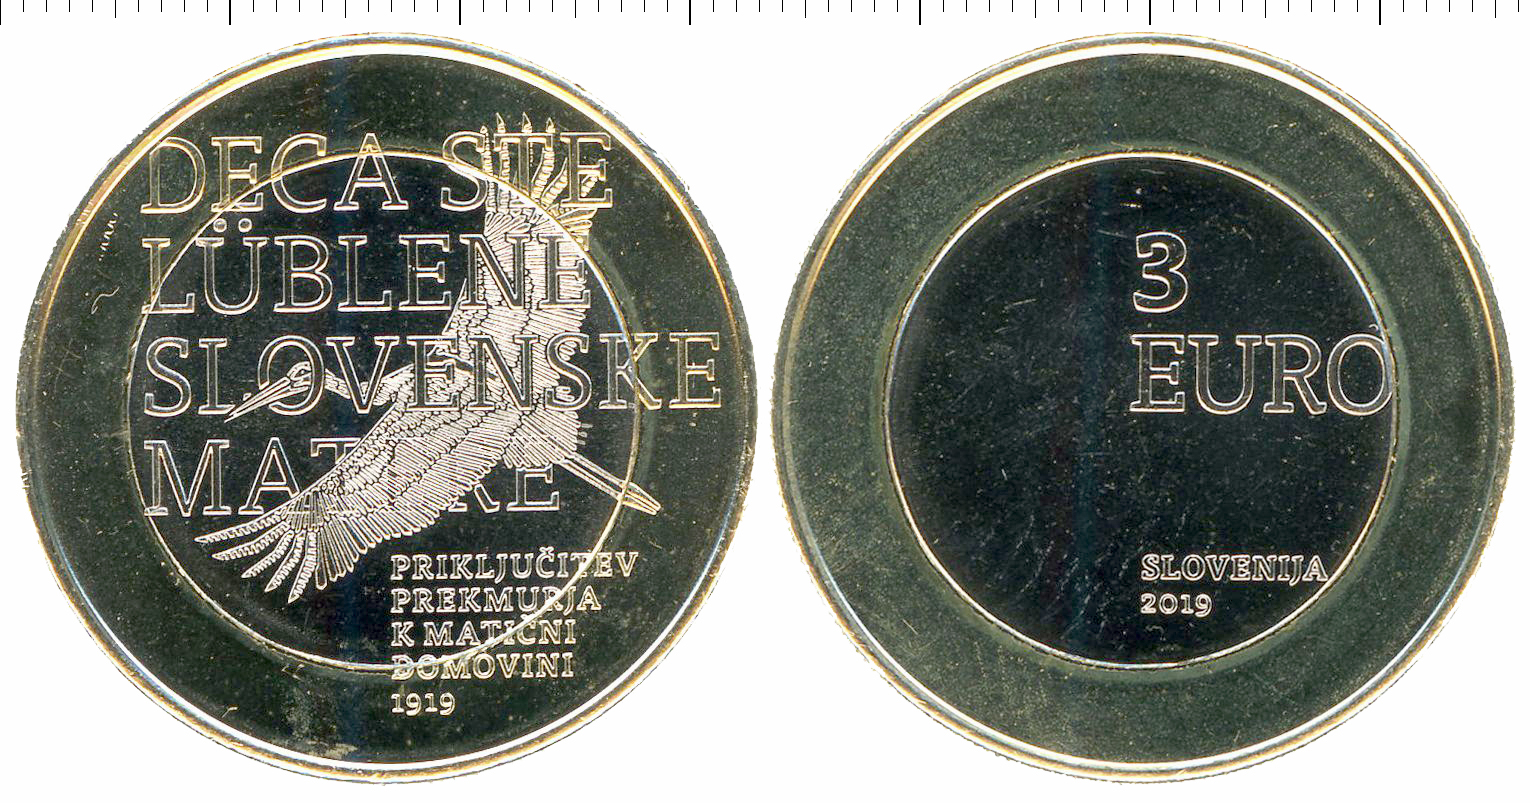 DECA STE
LÜBLENE
SLOVENSKE
MATERE
PRIKLJUČITEV
PREKMURJA
K MATIČNI
DOMOVINI
1919
3
EURO
SLOVENIJA
2019